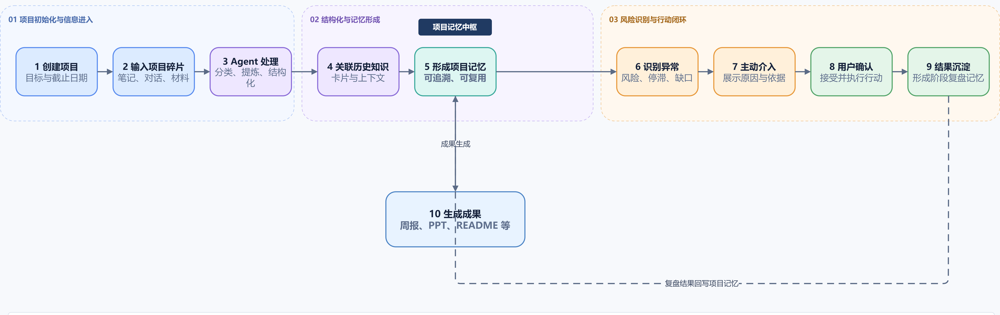 01 项目初始化与信息进入
1 创建项目
目标与截止日期
2 输入项目碎片
笔记、对话、材料
3 Agent 处理
分类、提炼、结构
化
02 结构化与记忆形成
项目记忆中枢
4 关联历史知识
卡片与上下文
5 形成项目记忆
可追溯、可复用
03 风险识别与行动闭环
6 识别异常
风险、停滞、缺口
7 主动介入
展示原因与依据
8 用户确认
接受并执行行动
9 结果沉淀
形成阶段复盘记忆
成果生成
10 生成成果
周报、PPT、README 等
复盘结果回写项目记忆